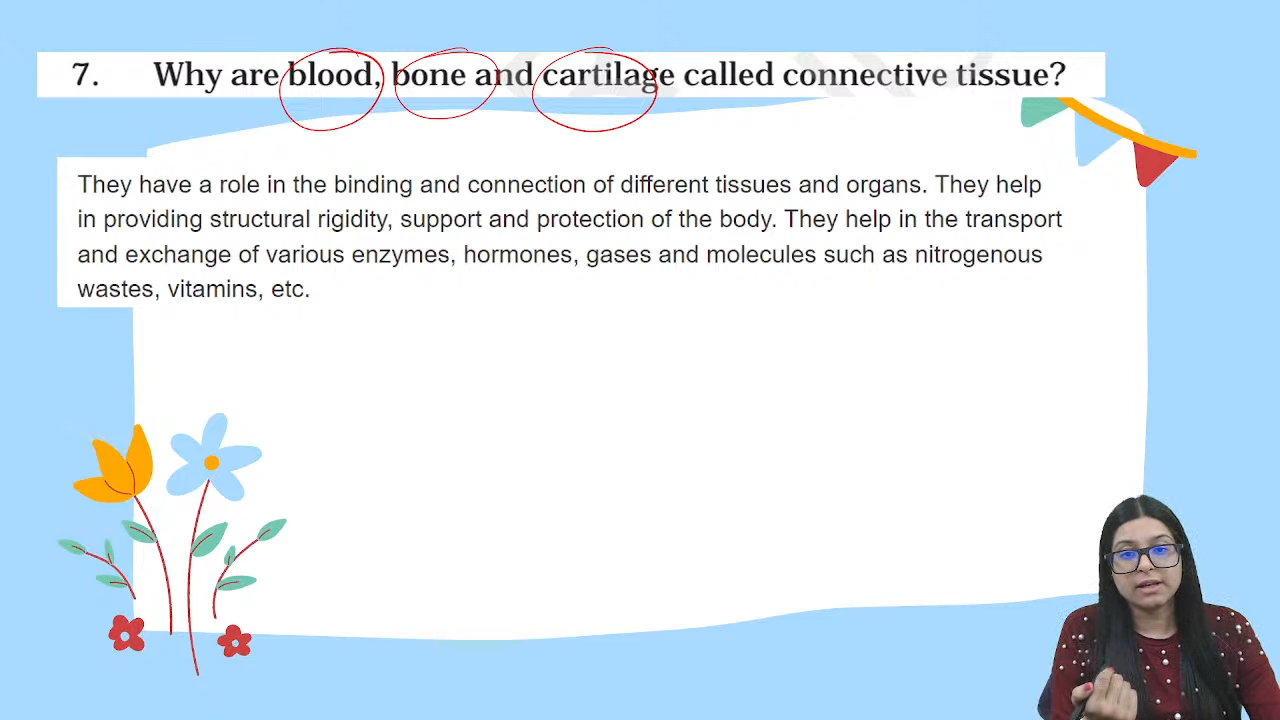 7. Why are blood, bone and cartilage called connective tissue?
They have a role in the binding and connection of different tissues and organs. They help
in providing structural rigidity, support and protection of the body. They help in the transport
and exchange of various enzymes, hormones, gases and molecules such as nitrogenous
wastes, vitamins, etc.